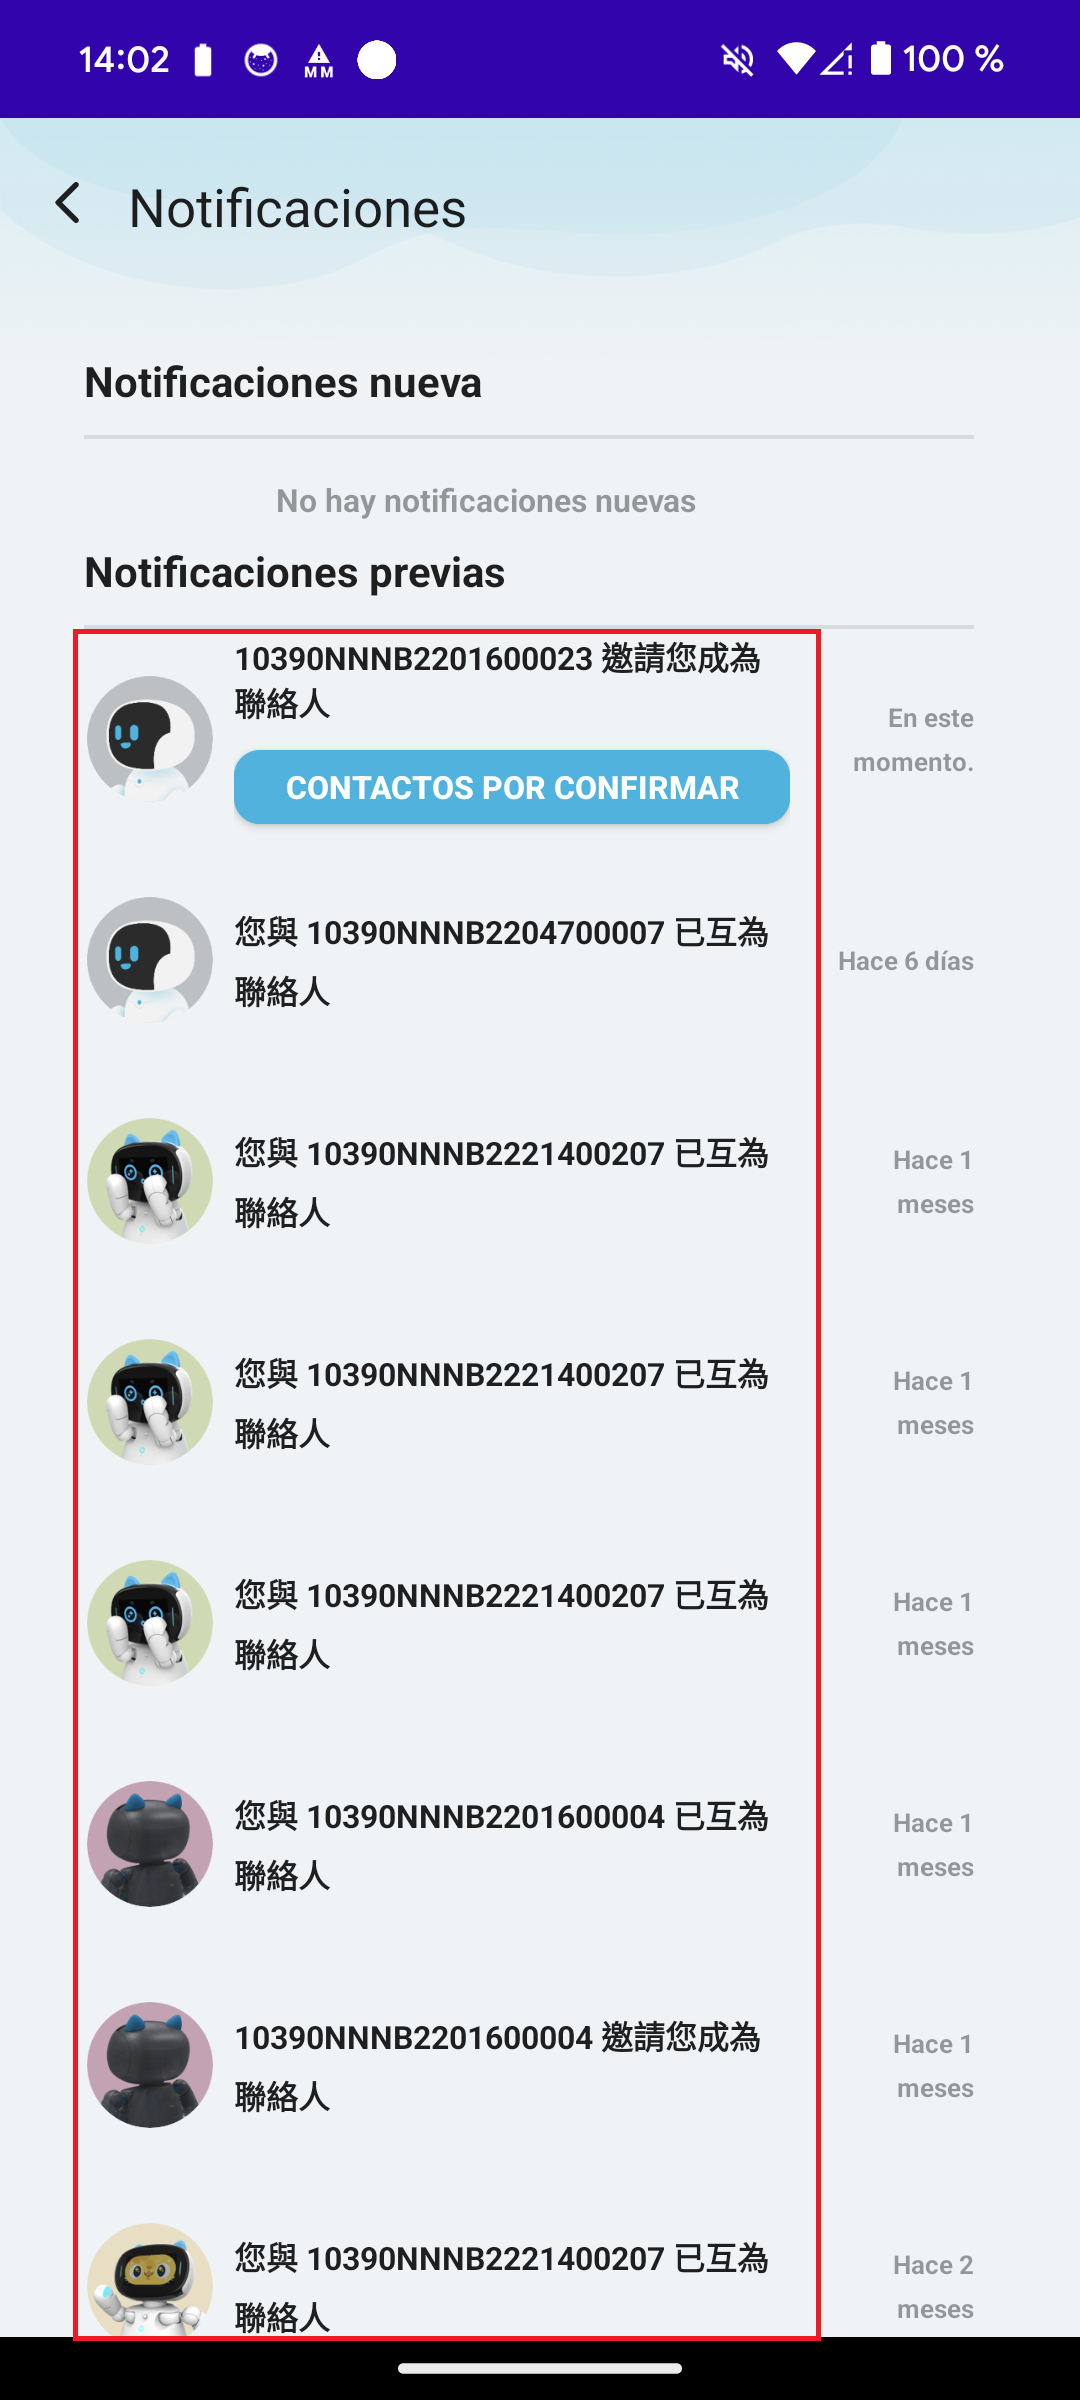 14:02
MM
100 %
Notificaciones
Notificaciones nueva
No hay notificaciones nuevas
Notificaciones previas
10390NNNB2201600023 邀請您成為
聯絡人
CONTACTOS POR CONFIRMAR
En este
momento.
您與 10390NNNB2204700007 已互為
聯絡人
Hace 6 días
您與 10390NNNB2221400207 已互為
聯絡人
Hace 1
meses
您與 10390NNNB2221400207 已互為
聯絡人
Hace 1
meses
您與 10390NNNB2221400207 已互為
聯絡人
Hace 1
meses
您與 10390NNNB2201600004 已互為
聯絡人
Hace 1
meses
10390NNNB2201600004 邀請您成為
聯絡人
Hace 1
meses
您與 10390NNNB2221400207 已互為
聯絡人
Hace 2
meses